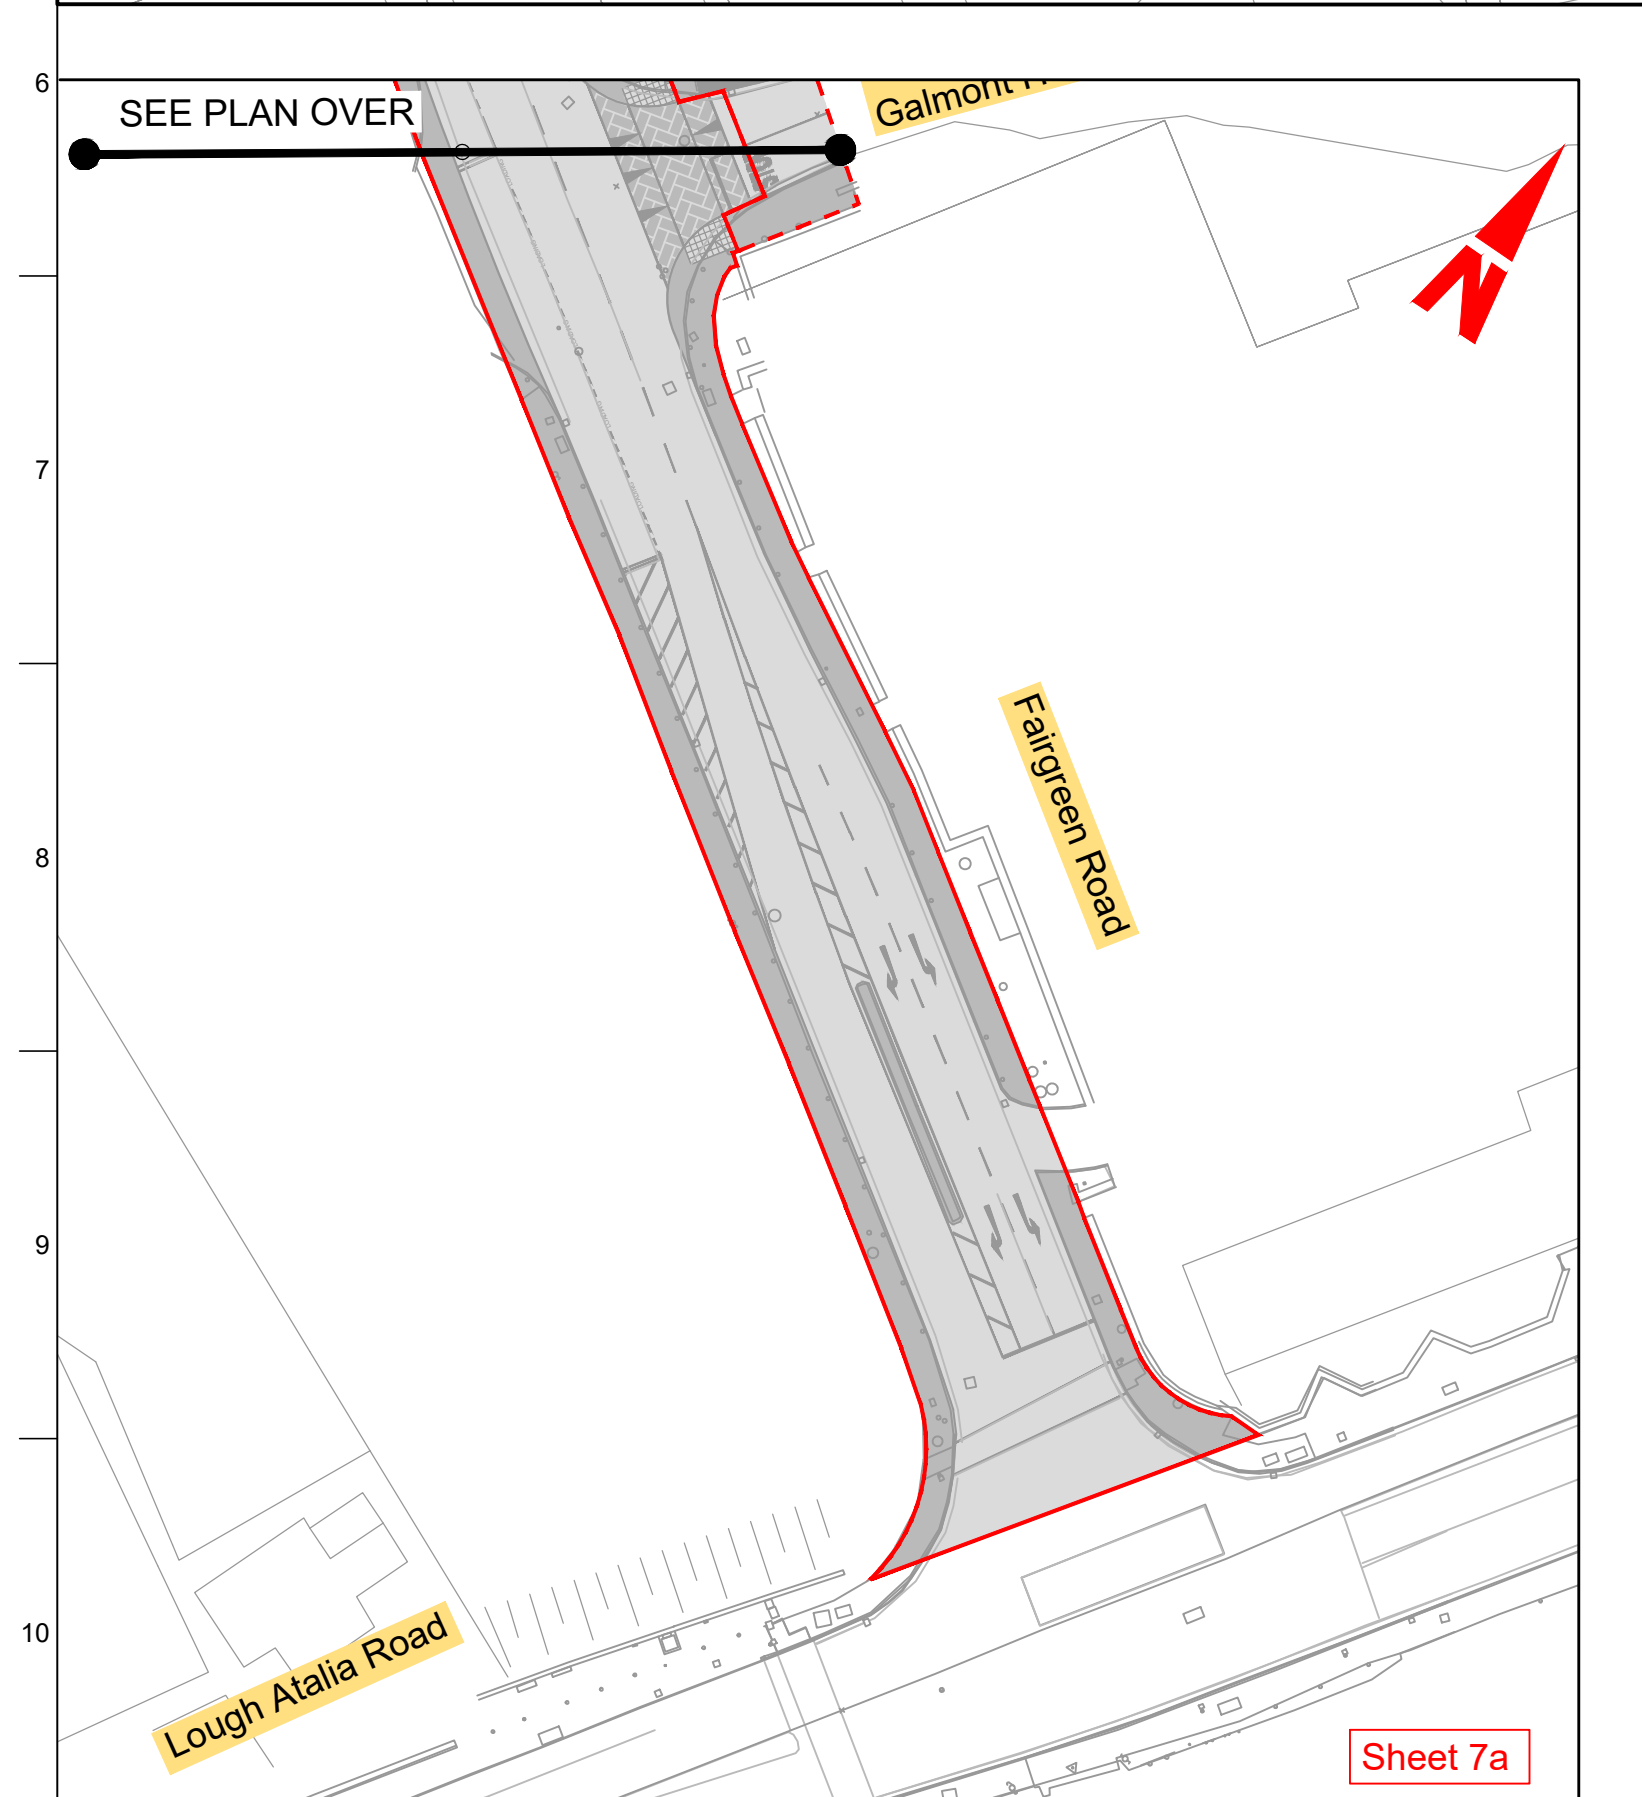 6
SEE PLAN OVER
Galmont
N
7
Fairgreen Road
8
9
10
Lough Atalia Road
Sheet 7a